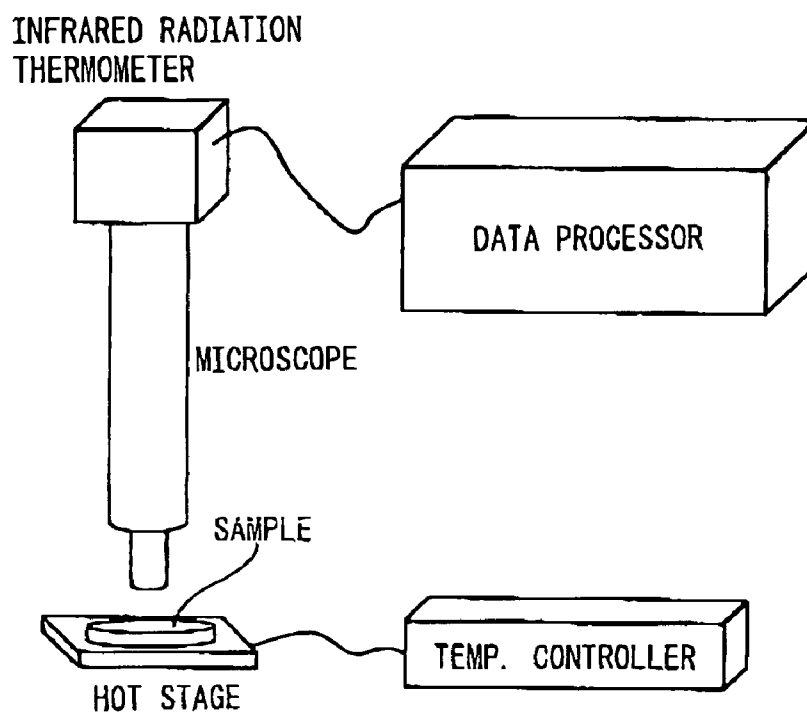 INFRARED RADIATION
THERMOMETER
DATA PROCESSOR
MICROSCOPE
SAMPLE
TEMP. CONTROLLER
HOT STAGE